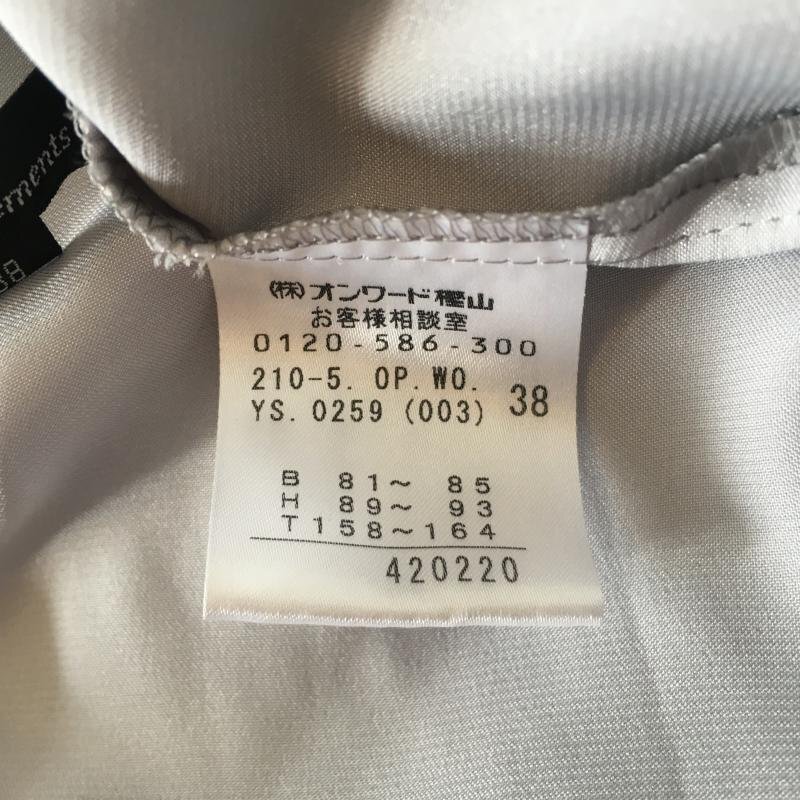 (株)オンワード樫山
お客様相談室
0120-586-300
210-5. OP. WO.
YS. 0259 (003) 38
B 81～ 85
H 89～ 93
T158～164
420220